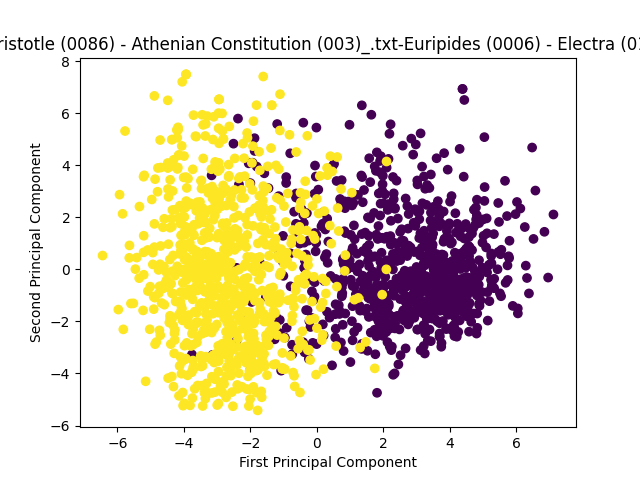 ristotle (0086) - Athenian Constitution (003)_.txt-Euripides (0006) - Electra (01
8
6
4
2
0
−2
−4
−6
Second Principal Component
−6 −4 −2 0 2 4 6
First Principal Component